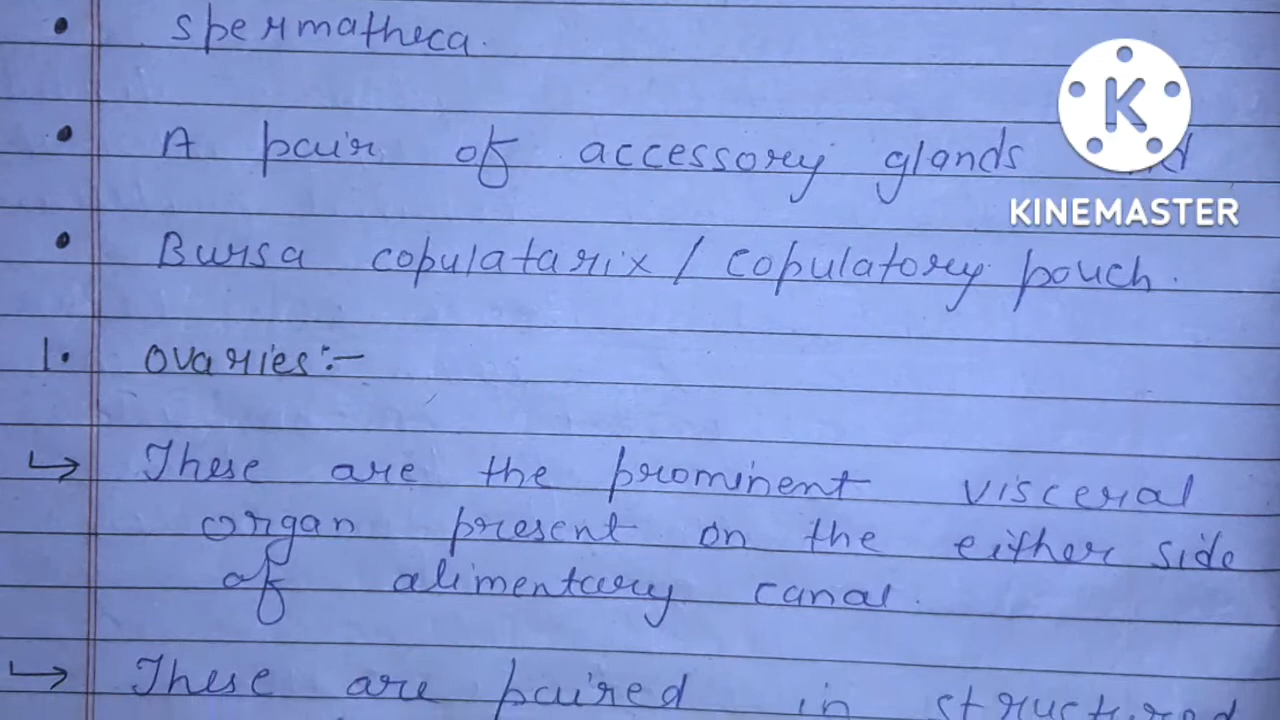 • Spermatheca.
• A pair of accessory glands
KINEMASTER
• Bursa copulatarix / copulatory pouch.
1. Ovaries:-
↳ These are the prominent visceral
organ present on the either side
of alimentary canal.
↳ These are paired in structured